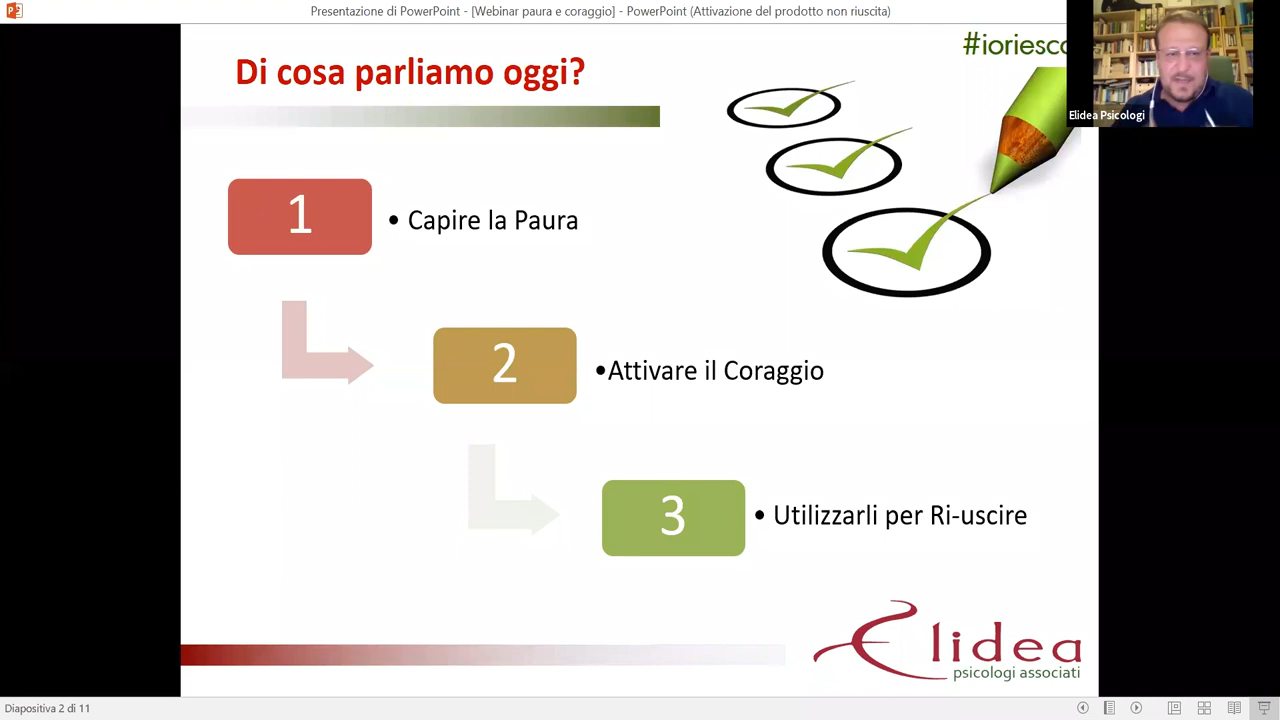 Presentazione di PowerPoint - [Webinar paura e coraggio] - PowerPoint (Attivazione del prodotto non riuscita)
#ioriesco
Di cosa parliamo oggi?
Elidea Psicologi
1
• Capire la Paura
2
•Attivare il Coraggio
3
• Utilizzarli per Ri-uscire
Elidea
psicologi associati
Diapositiva 2 di 11